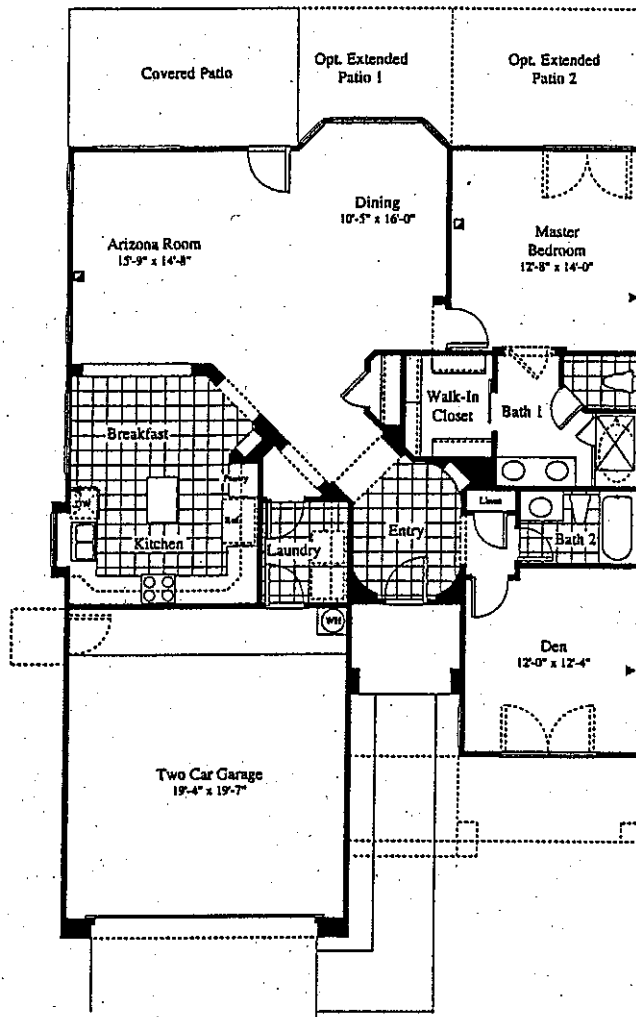 Covered Patio
Opt. Extended
Patio 1
Opt. Extended
Patio 2
Dining
10'-5" x 16'-0"
Arizona Room
15'-9" x 14'-8"
Master
Bedroom
12'-8" x 14'-0"
Walk-In
Closet
Bath 1
Breakfast
Pantry
Ref.
DW
Kitchen
Laundry
Entry
Linen
Bath 2
WH
Den
12'-0" x 12'-4"
Two Car Garage
19'-4" x 19'-7"